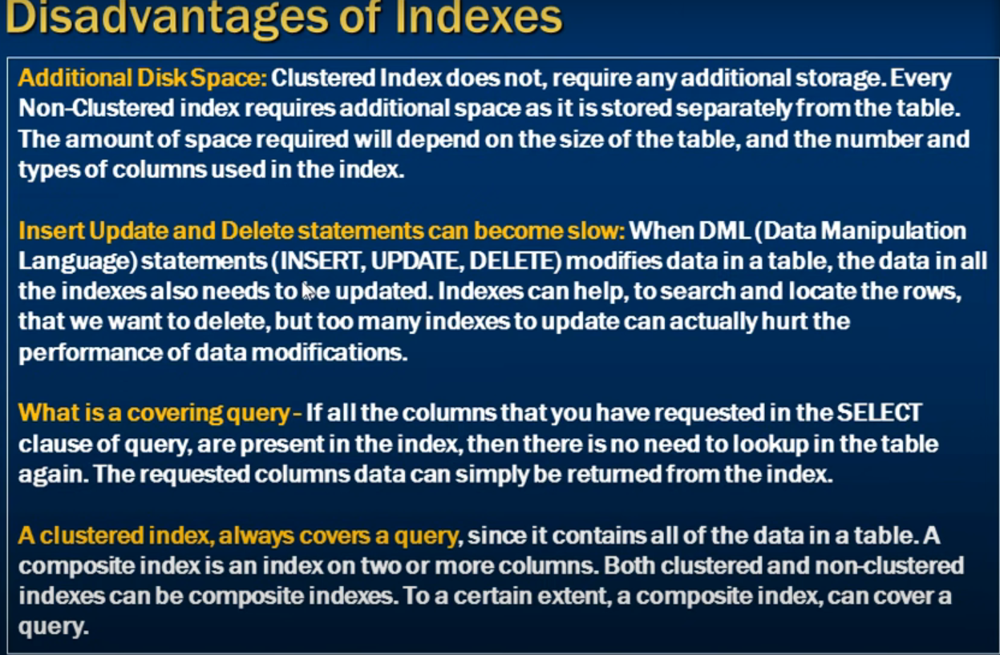 Disadvantages of Indexes
Additional Disk Space: Clustered Index does not, require any additional storage. Every
Non-Clustered index requires additional space as it is stored separately from the table.
The amount of space required will depend on the size of the table, and the number and
types of columns used in the index.
Insert Update and Delete statements can become slow: When DML (Data Manipulation
Language) statements (INSERT, UPDATE, DELETE) modifies data in a table, the data in all
the indexes also needs to be updated. Indexes can help, to search and locate the rows,
that we want to delete, but too many indexes to update can actually hurt the
performance of data modifications.
What is a covering query - If all the columns that you have requested in the SELECT
clause of query, are present in the index, then there is no need to lookup in the table
again. The requested columns data can simply be returned from the index.
A clustered index, always covers a query, since it contains all of the data in a table. A
composite index is an index on two or more columns. Both clustered and non-clustered
indexes can be composite indexes. To a certain extent, a composite index, can cover a
query.